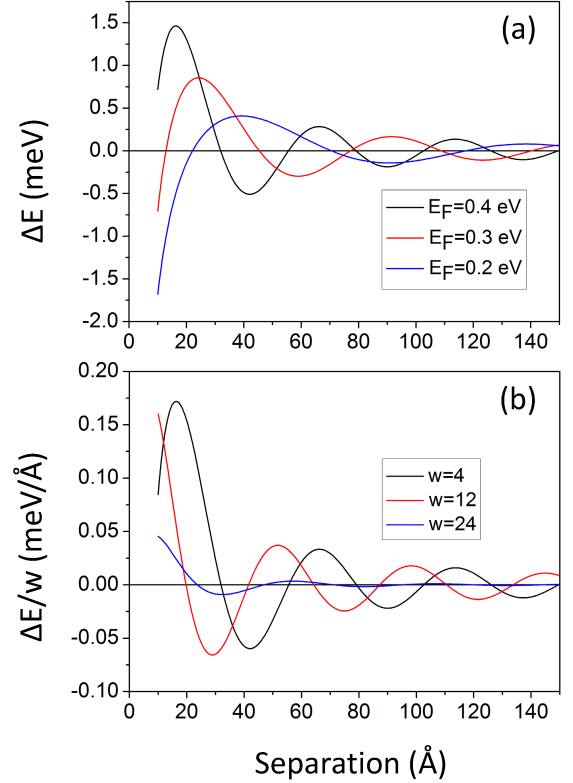 (a)
1.5
1.0
0.5
0.0
-0.5
-1.0
-1.5
-2.0
ΔE (meV)
E_F=0.4 eV
E_F=0.3 eV
E_F=0.2 eV
0 20 40 60 80 100 120 140
(b)
0.20
0.15
0.10
0.05
0.00
-0.05
-0.10
ΔE/w (meV/Å)
w=4
w=12
w=24
0 20 40 60 80 100 120 140
Separation (Å)